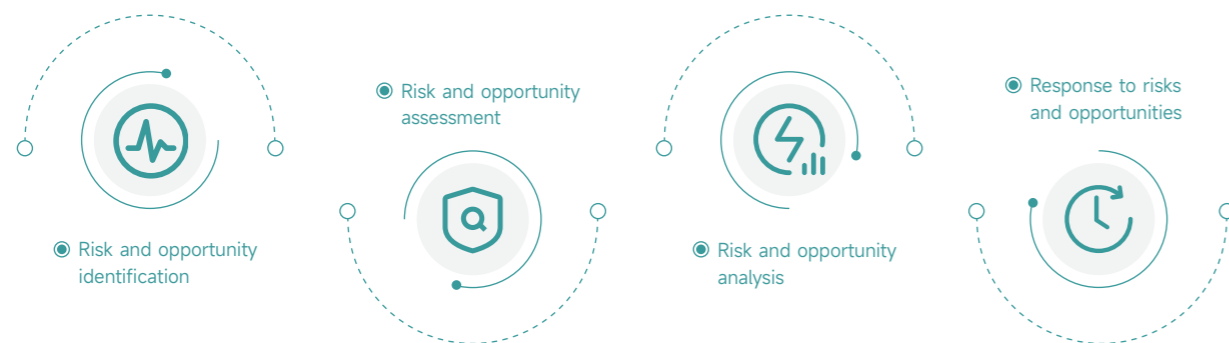 Risk and opportunity
identification
Risk and opportunity
assessment
Risk and opportunity
analysis
Response to risks
and opportunities